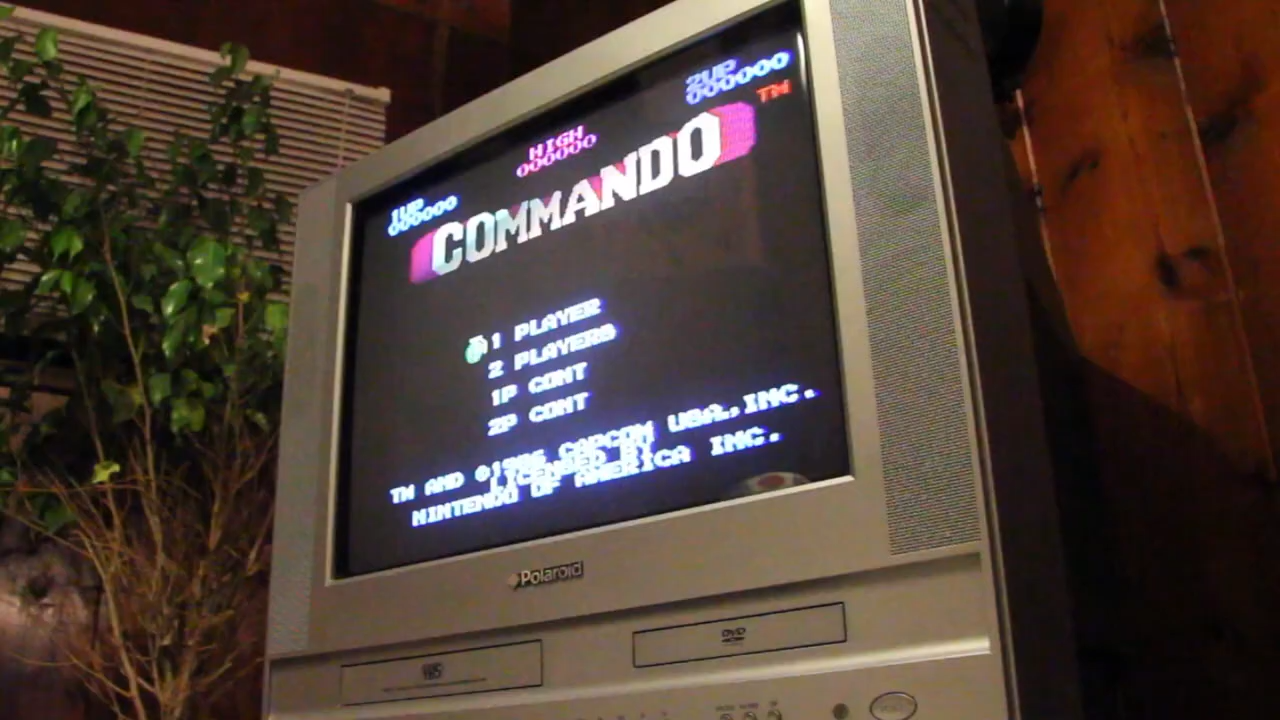 2UP
000000
TM
HIGH
000000
1UP
000000
COMMANDO
1 PLAYER
2 PLAYERS
1P CONT
2P CONT
TM AND ©1986 CAPCOM USA.,INC.
LICENSED BY
NINTENDO OF AMERICA INC.
Polaroid
VHS
DVD